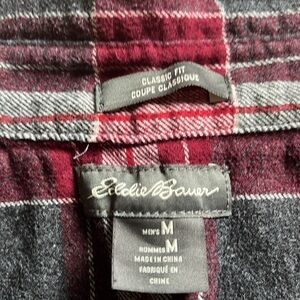 CLASSIC FIT
COUPE CLASSIQUE
Eddie Bauer
MEN'S M
HOMMES M
MADE IN CHINA
FABRIQUÉ EN
CHINE